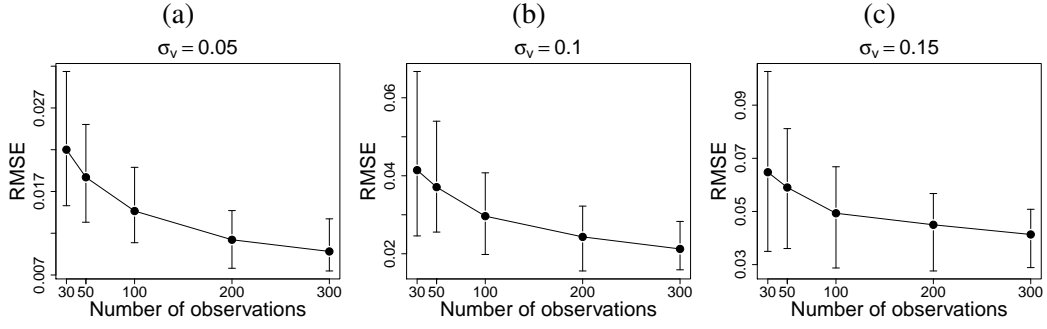 (a)
σv = 0.05
RMSE
0.027
0.017
0.007
30 50 100 200 300
Number of observations
(b)
σv = 0.1
RMSE
0.06
0.04
0.02
30 50 100 200 300
Number of observations
(c)
σv = 0.15
RMSE
0.09
0.07
0.05
0.03
30 50 100 200 300
Number of observations